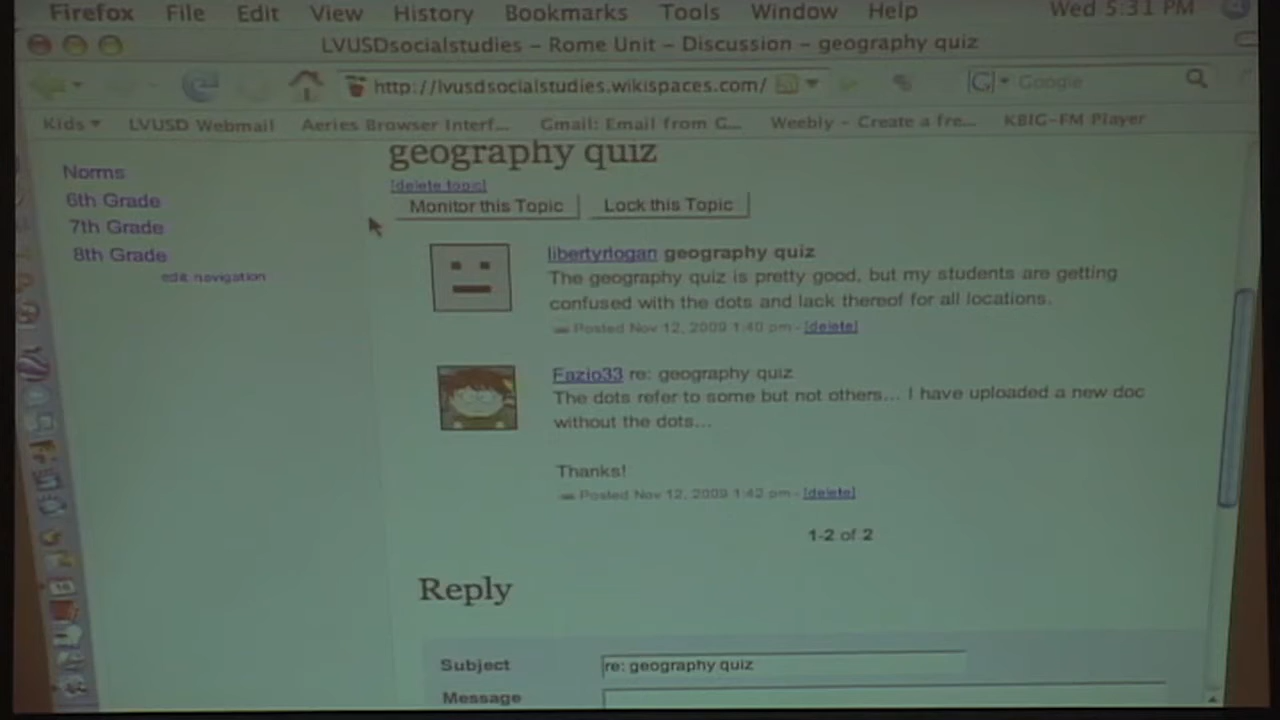 Firefox File Edit View History Bookmarks Tools Window Help Wed 5:31 PM
LVUSDsocialstudies – Rome Unit – Discussion – geography quiz
http://lvusdsocialstudies.wikispaces.com/ G Google
Kids LVUSD Webmail Aeries Browser Interf... Gmail: Email from G... Weebly – Create a fre... KBIG-FM Player
geography quiz
[delete topic]
Monitor this Topic Lock this Topic
Norms
6th Grade
7th Grade
8th Grade
edit navigation
libertyrlogan geography quiz
The geography quiz is pretty good, but my students are getting
confused with the dots and lack thereof for all locations.
Posted Nov 12, 2009 1:40 pm - [delete]
Fazio33 re: geography quiz
The dots refer to some but not others... I have uploaded a new doc
without the dots...
Thanks!
Posted Nov 12, 2009 1:42 pm - [delete]
1-2 of 2
Reply
Subject re: geography quiz
Message